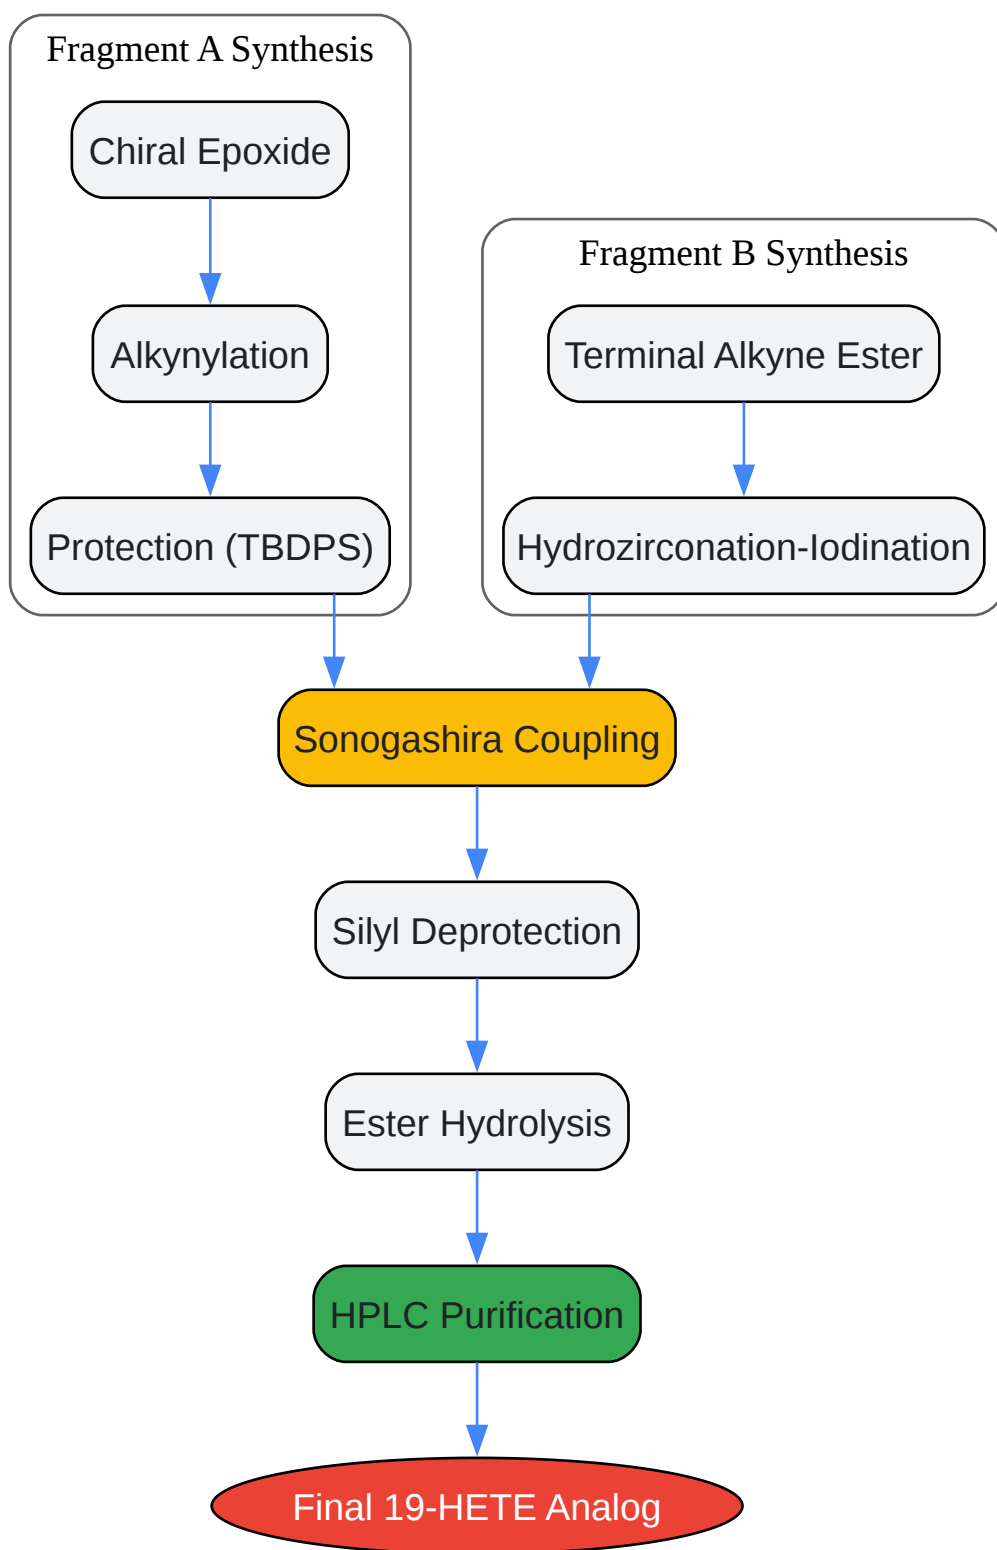 Fragment A Synthesis
Chiral Epoxide
Alkynylation
Protection (TBDPS)
Fragment B Synthesis
Terminal Alkyne Ester
Hydrozirconation-Iodination
Sonogashira Coupling
Silyl Deprotection
Ester Hydrolysis
HPLC Purification
Final 19-HETE Analog